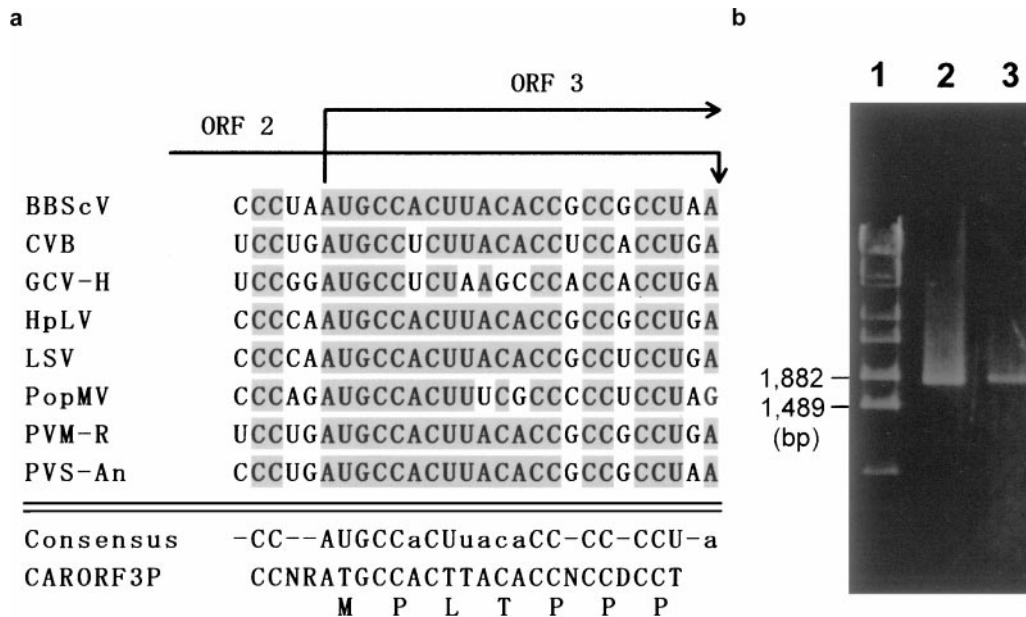 a
ORF 3
ORF 2
BBScV CCCUAAUGCCACUUACACCGCCGCCUAA
CVB UCCUGAUGCCUCUUACACCUCCACCUGA
GCV-H UCCGGAUGCCUCUAAGCCCACCACCUGA
HpLV CCCCAAUGCCACUUACACCGCCGCCUGA
LSV CCCCAAUGCCACUUACACCGCCUCCUGA
PopMV CCCAGAUGCCACUUUCGCCCCCUCCUAG
PVM-R UCCUGAUGCCACUUACACCGCCGCCUGA
PVS-An CCCUGAUGCCACUUACACCGCCGCCUAA
Consensus -CC--AUGCCaCUuacaCC-CC-CCU-a
CARORF3P CCNRATGCCACTTACACCNCCDCCT
M P L T P P P
b
1 2 3
1,882
1,489
(bp)